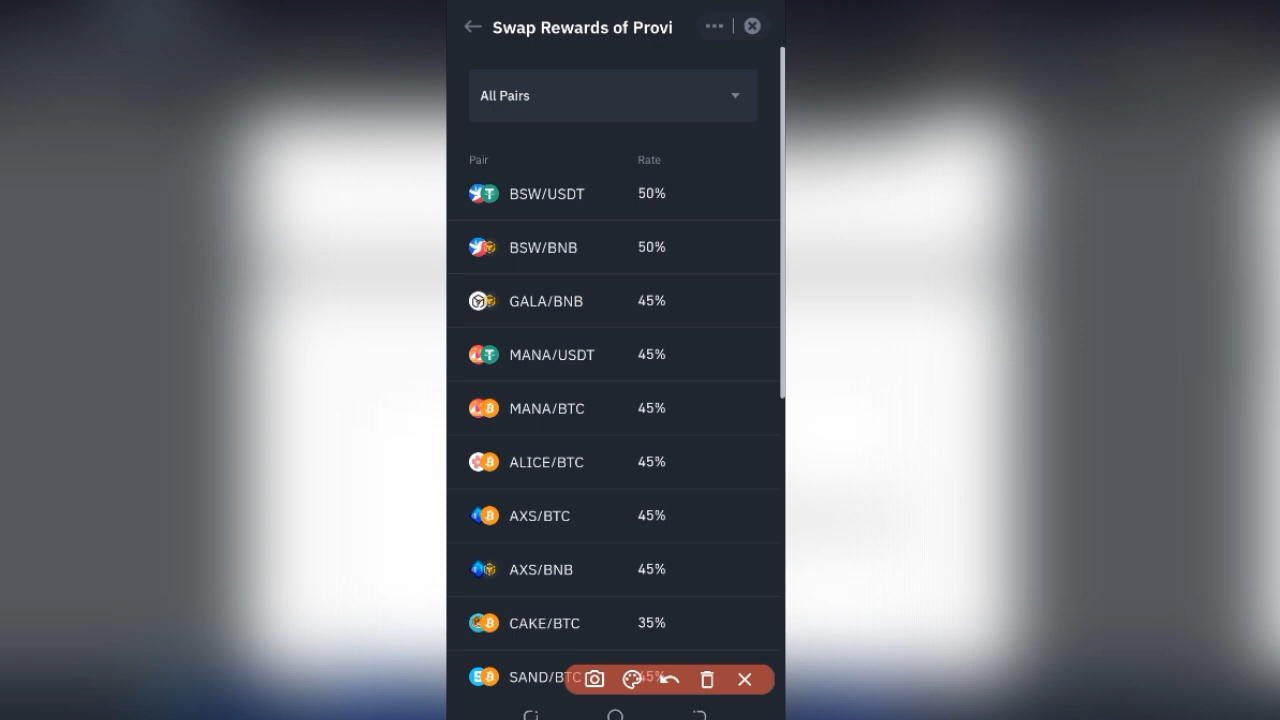 Swap Rewards of Provi
All Pairs
Pair Rate
BSW/USDT 50%
BSW/BNB 50%
GALA/BNB 45%
MANA/USDT 45%
MANA/BTC 45%
ALICE/BTC 45%
AXS/BTC 45%
AXS/BNB 45%
CAKE/BTC 35%
SAND/BTC 45%